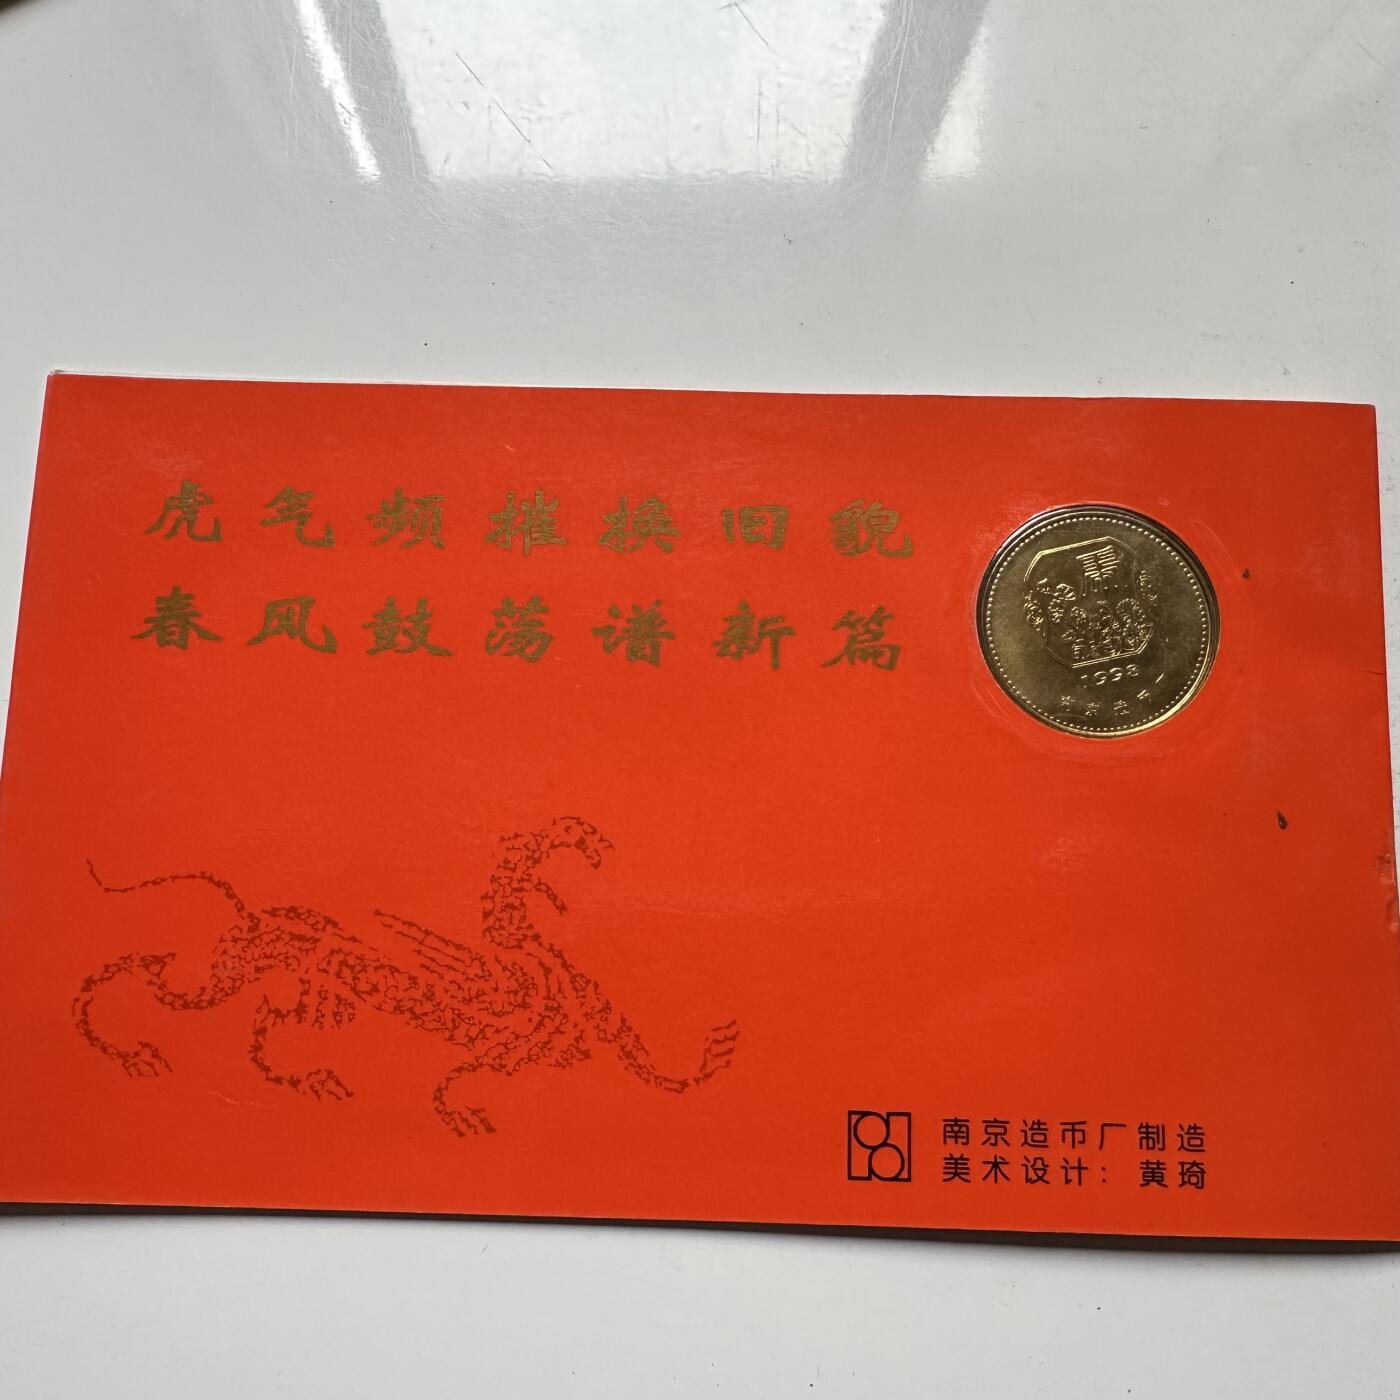 虎气频摧换旧貌
春风鼓荡谱新篇
1998
南京造币厂制造
美术设计：黄琦